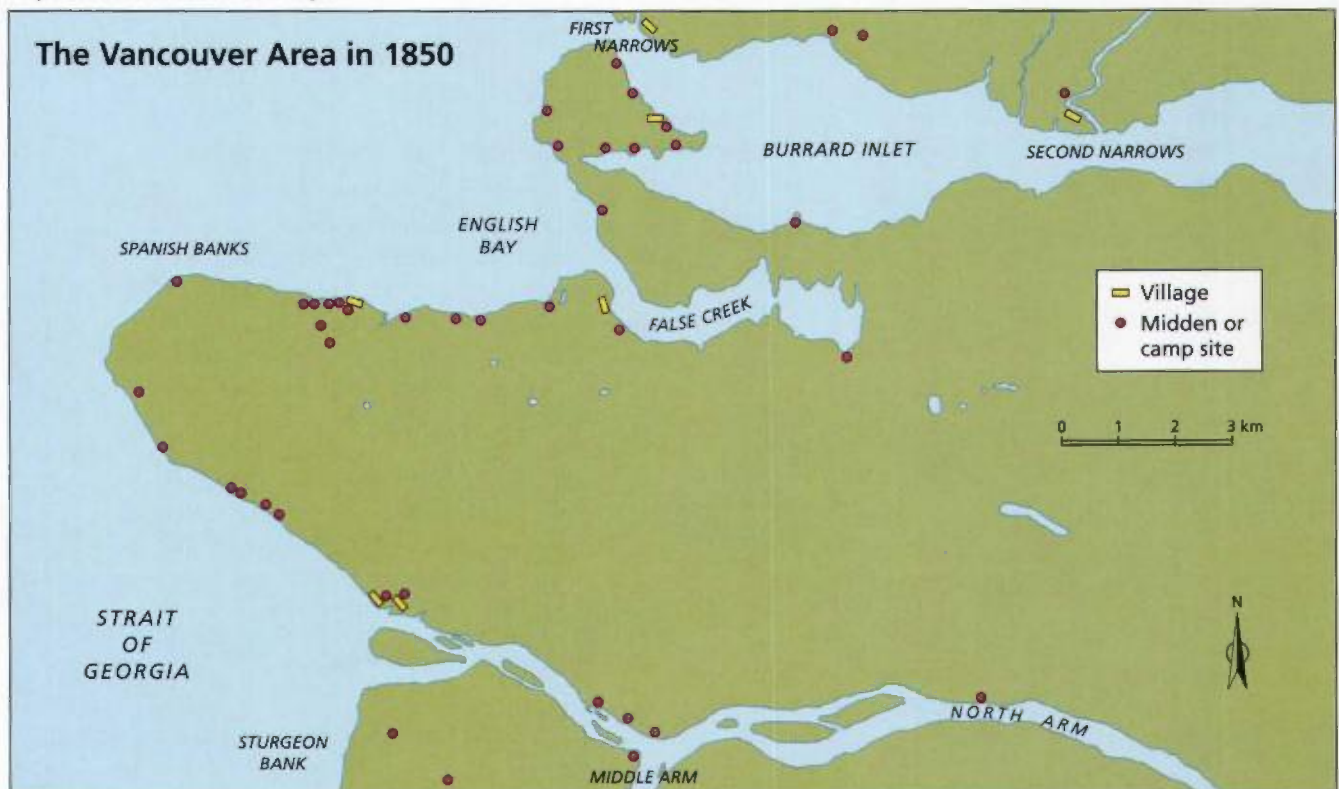 The Vancouver Area in 1850
FIRST
NARROWS
BURRARD INLET
SECOND NARROWS
ENGLISH
BAY
SPANISH BANKS
FALSE CREEK
Village
Midden or
camp site
0 1 2 3 km
STRAIT
OF
GEORGIA
N
NORTH ARM
STURGEON
BANK
MIDDLE ARM